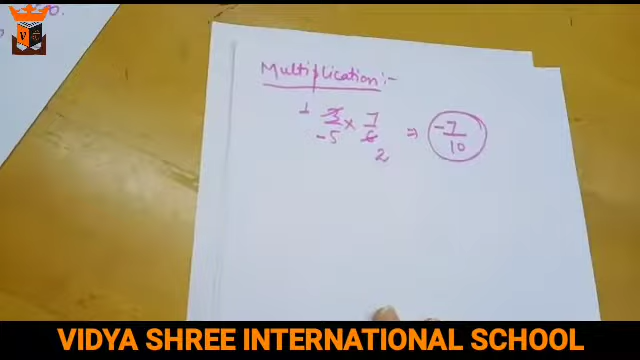 Multiplication:-
1 3/-5 × 7/6 2 ⇒ -7/10
VIDYA SHREE INTERNATIONAL SCHOOL